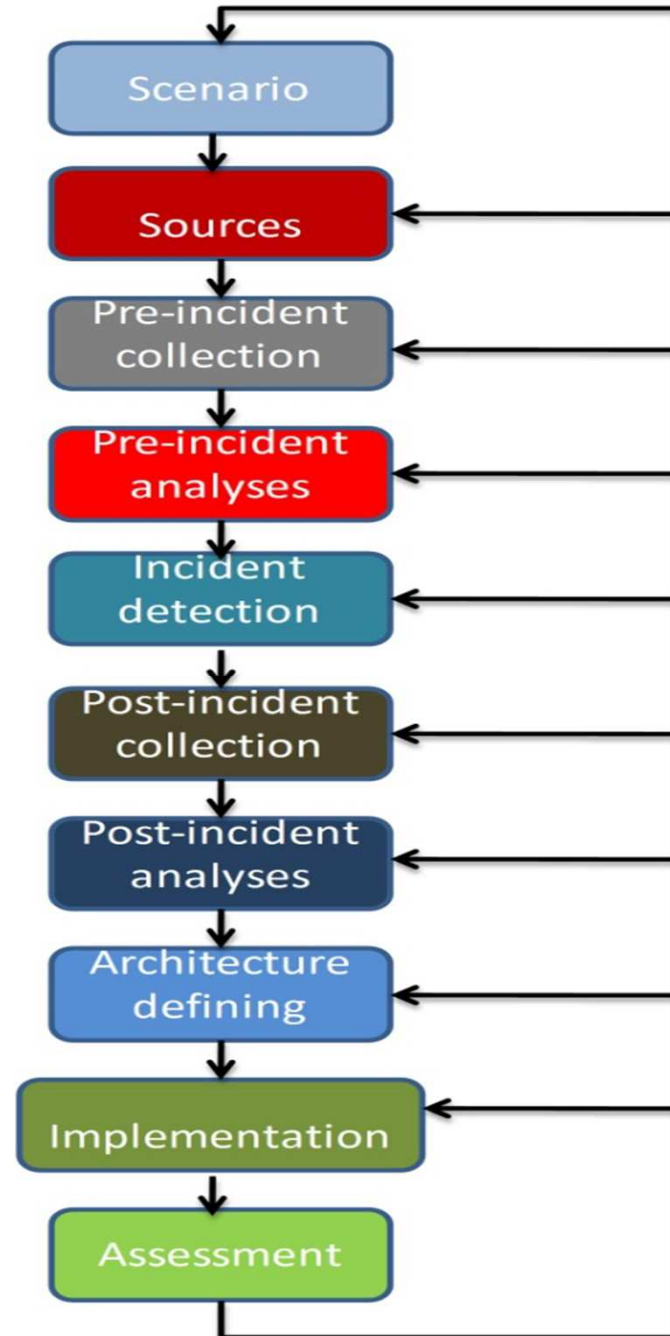 Scenario
Sources
Pre-incident
collection
Pre-incident
analyses
Incident
detection
Post-incident
collection
Post-incident
analyses
Architecture
defining
Implementation
Assessment